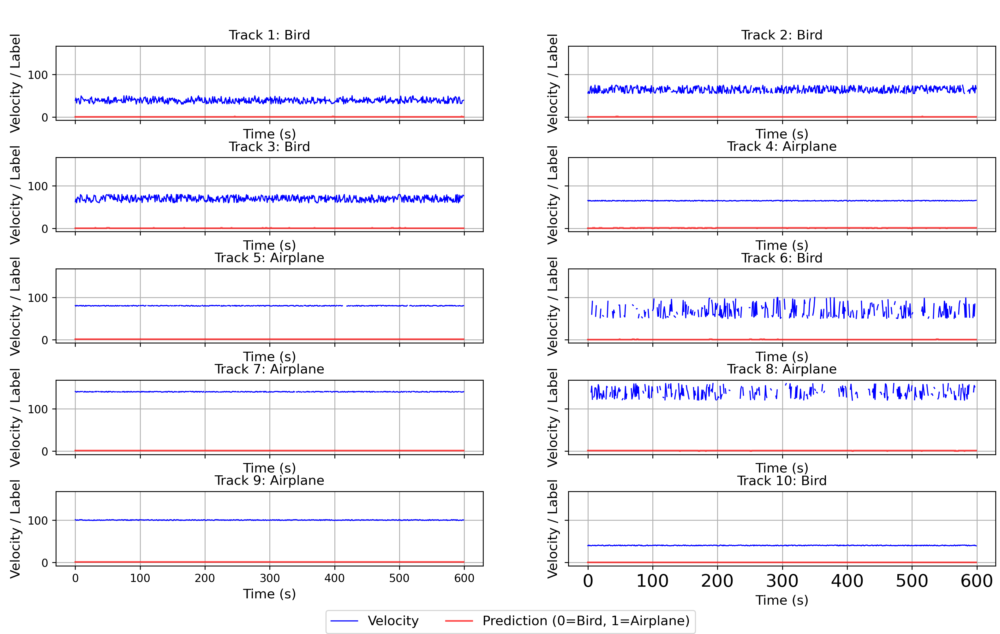 Track 1: Bird
Velocity / Label
100
0
Time (s)
Track 2: Bird
Velocity / Label
Time (s)
Track 3: Bird
Velocity / Label
100
0
Time (s)
Track 4: Airplane
Velocity / Label
Time (s)
Track 5: Airplane
Velocity / Label
100
0
Time (s)
Track 6: Bird
Velocity / Label
Time (s)
Track 7: Airplane
Velocity / Label
100
0
Time (s)
Track 8: Airplane
Velocity / Label
Time (s)
Track 9: Airplane
Velocity / Label
100
0
0 100 200 300 400 500 600
Time (s)
Track 10: Bird
Velocity / Label
0 100 200 300 400 500 600
Time (s)
Velocity
Prediction (0=Bird, 1=Airplane)